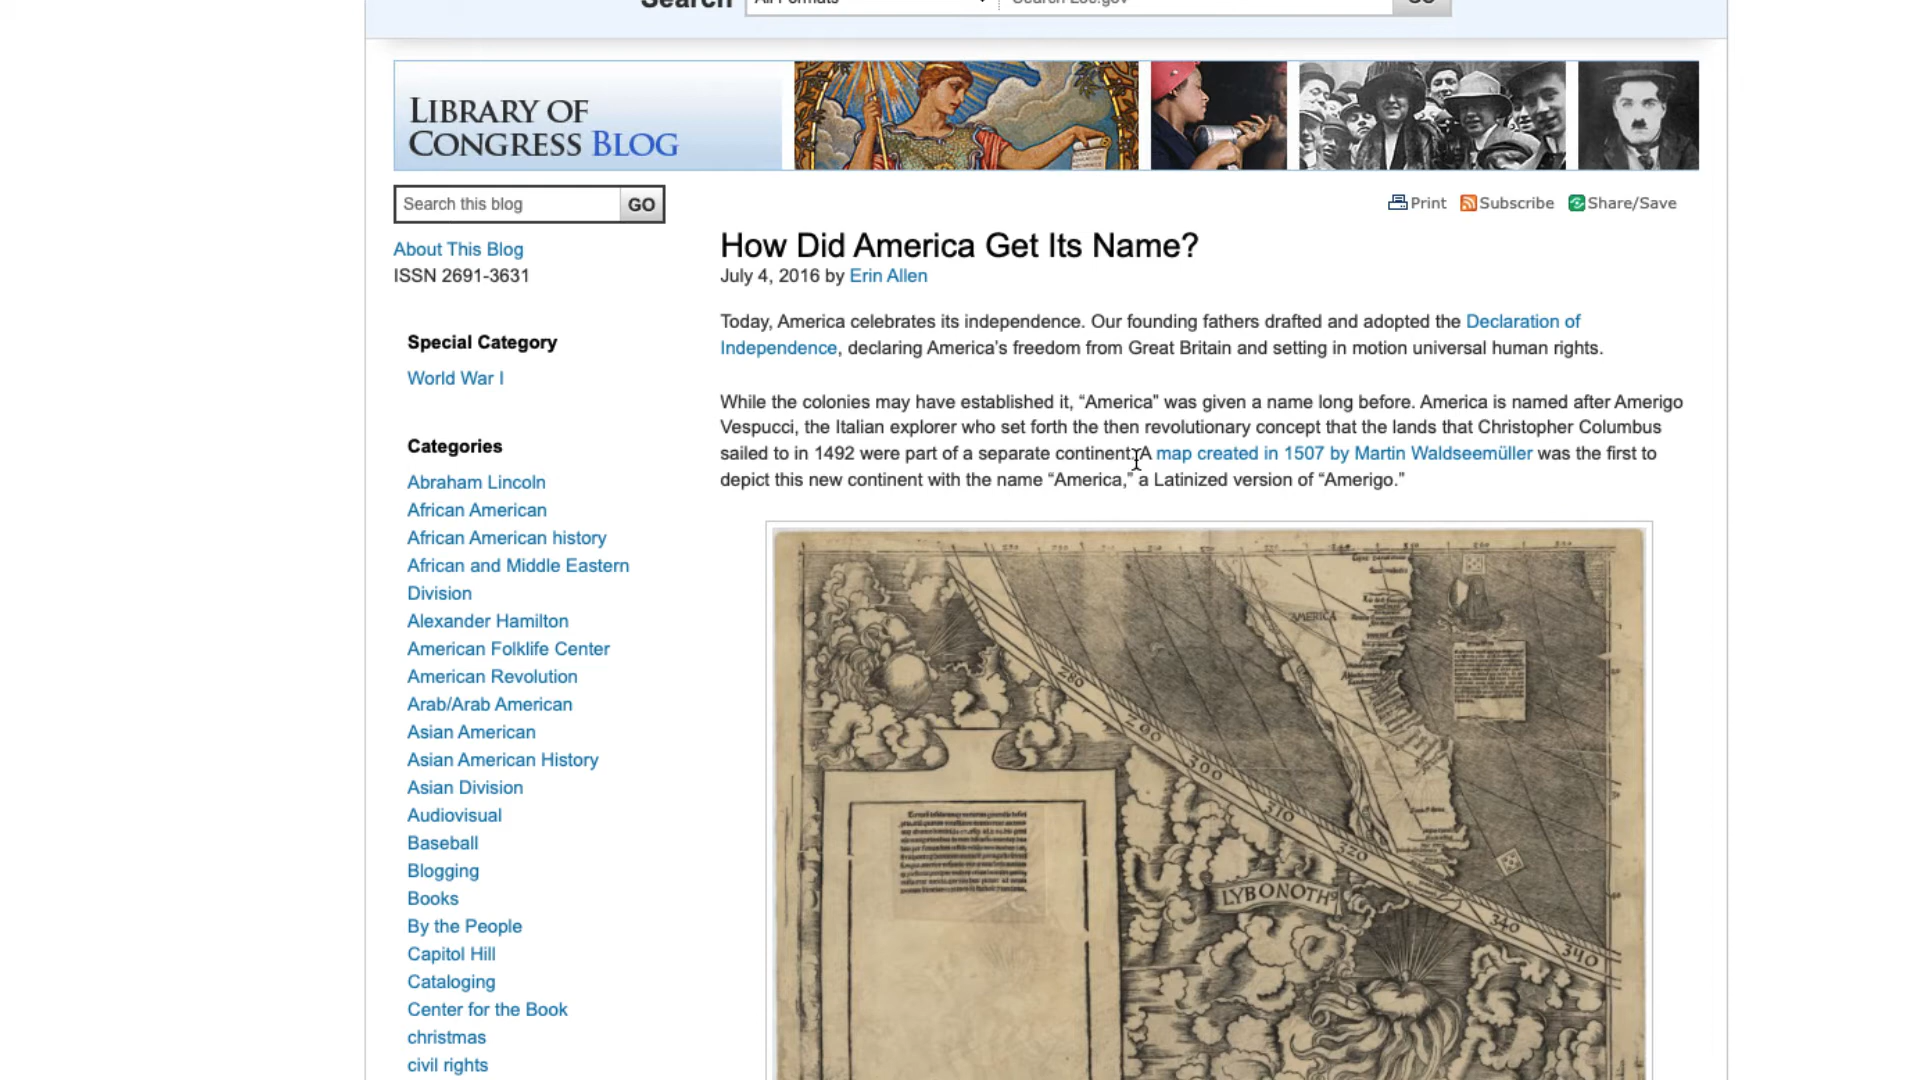 Search
LIBRARY OF
CONGRESS BLOG
Search this blog
GO
Print
Subscribe
Share/Save
About This Blog
ISSN 2691-3631
Special Category
World War I
Categories
Abraham Lincoln
African American
African American history
African and Middle Eastern
Division
Alexander Hamilton
American Folklife Center
American Revolution
Arab/Arab American
Asian American
Asian American History
Asian Division
Audiovisual
Baseball
Blogging
Books
By the People
Capitol Hill
Cataloging
Center for the Book
christmas
civil rights
How Did America Get Its Name?
July 4, 2016 by Erin Allen
Today, America celebrates its independence. Our founding fathers drafted and adopted the Declaration of
Independence, declaring America’s freedom from Great Britain and setting in motion universal human rights.
While the colonies may have established it, “America” was given a name long before. America is named after Amerigo
Vespucci, the Italian explorer who set forth the then revolutionary concept that the lands that Christopher Columbus
sailed to in 1492 were part of a separate continent. A map created in 1507 by Martin Waldseemüller was the first to
depict this new continent with the name “America,” a Latinized version of “Amerigo.”
AMERICA
280
300
310
320
LYBONOTH
340
340